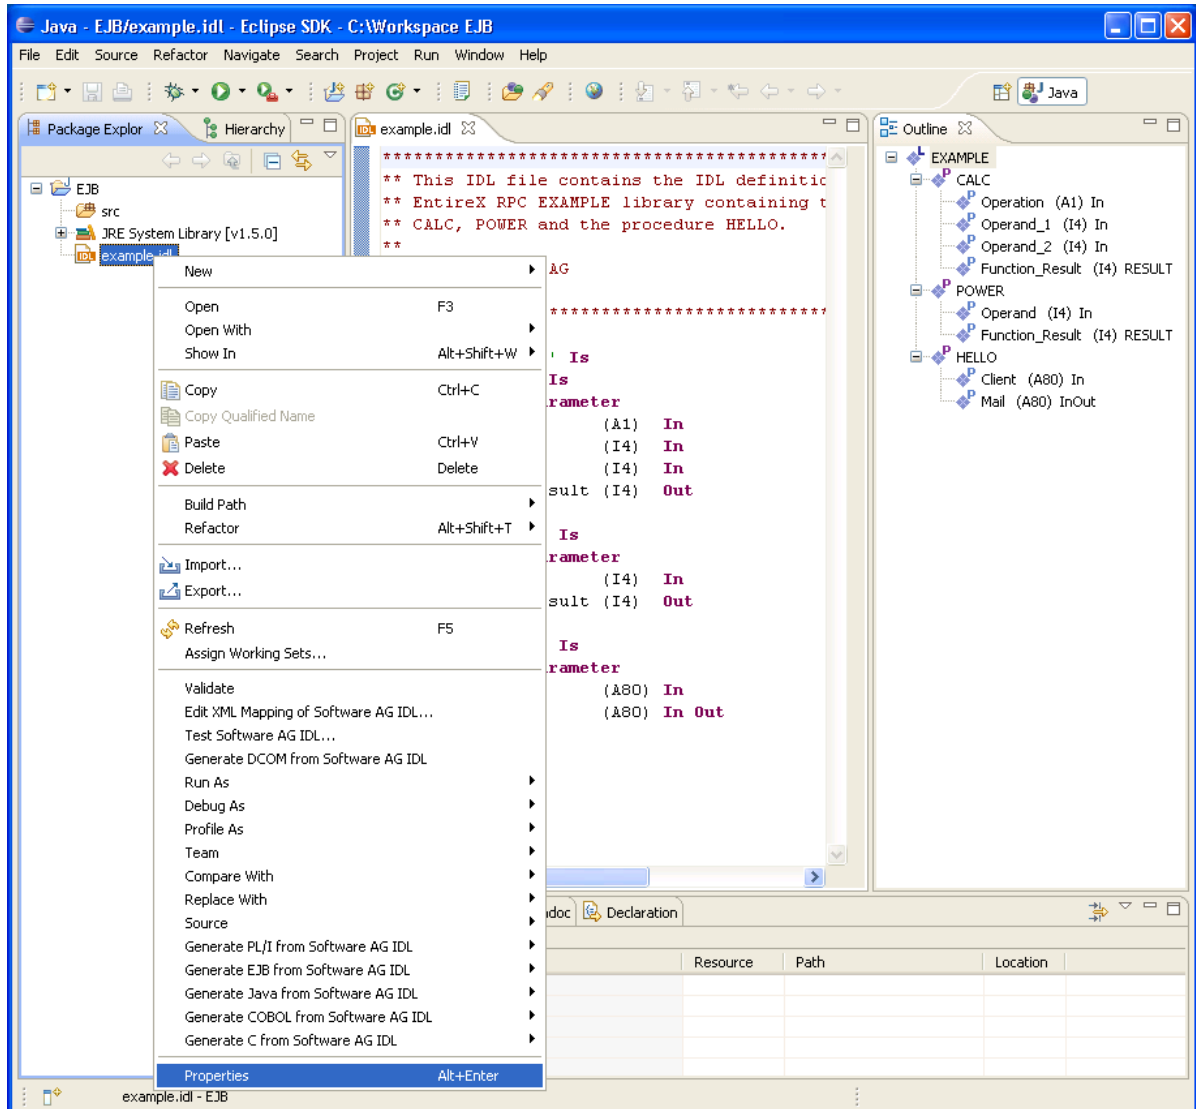 Java - EJB/example.idl - Eclipse SDK - C:\Workspace EJB
File Edit Source Refactor Navigate Search Project Run Window Help
Java
Package Explor
Hierarchy
EJB
src
JRE System Library [v1.5.0]
example.idl
example.idl
*******************************************
** This IDL file contains the IDL definitio
** EntireX RPC EXAMPLE library containing t
** CALC, POWER and the procedure HELLO.
**
AG
***************************
' Is
Is
rameter
(A1) In
(I4) In
(I4) In
sult (I4) Out
Is
rameter
(I4) In
sult (I4) Out
Is
rameter
(A80) In
(A80) In Out
Outline
EXAMPLE
CALC
Operation (A1) In
Operand_1 (I4) In
Operand_2 (I4) In
Function_Result (I4) RESULT
POWER
Operand (I4) In
Function_Result (I4) RESULT
HELLO
Client (A80) In
Mail (A80) InOut
New
Open F3
Open With
Show In Alt+Shift+W
Copy Ctrl+C
Copy Qualified Name
Paste Ctrl+V
Delete Delete
Build Path
Refactor Alt+Shift+T
Import...
Export...
Refresh F5
Assign Working Sets...
Validate
Edit XML Mapping of Software AG IDL...
Test Software AG IDL...
Generate DCOM from Software AG IDL
Run As
Debug As
Profile As
Team
Compare With
Replace With
Source
Generate PL/I from Software AG IDL
Generate EJB from Software AG IDL
Generate Java from Software AG IDL
Generate COBOL from Software AG IDL
Generate C from Software AG IDL
Properties Alt+Enter
doc
Declaration
Resource Path Location
example.idl - EJB